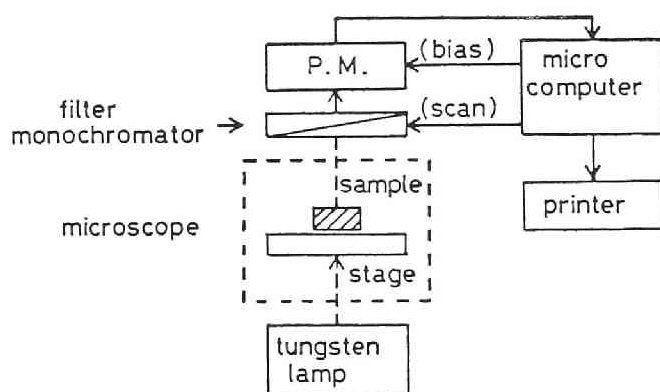 P.M.
(bias)
micro
computer
filter
monochromator
(scan)
sample
printer
microscope
stage
tungsten
lamp